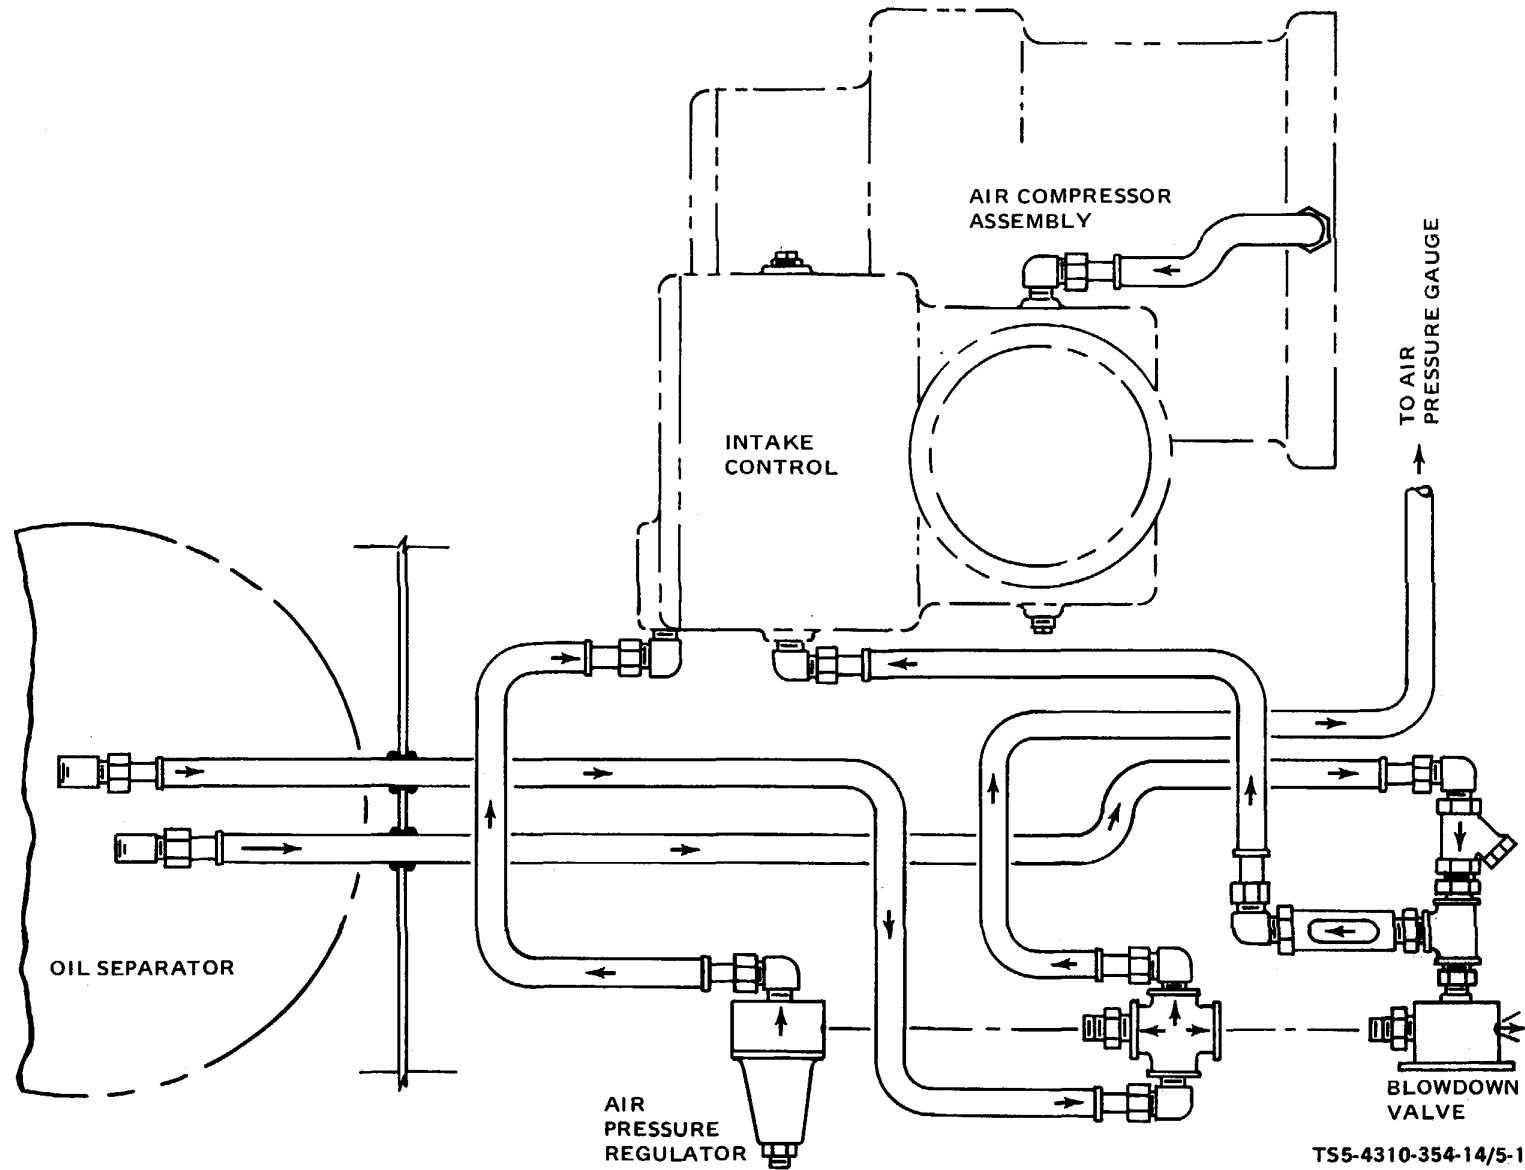 AIR COMPRESSOR
ASSEMBLY
TO AIR
PRESSURE GAUGE
INTAKE
CONTROL
OIL SEPARATOR
AIR
PRESSURE
REGULATOR
BLOWDOWN
VALVE
TS5-4310-354-14/5-1